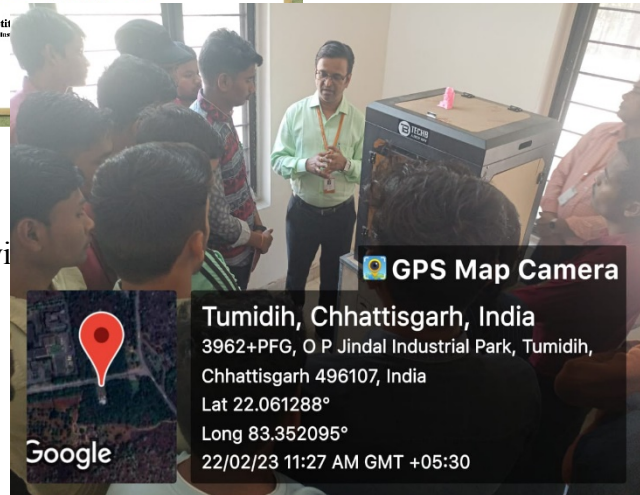 GPS Map Camera
Tumidih, Chhattisgarh, India
3962+PFG, O P Jindal Industrial Park, Tumidih,
Chhattisgarh 496107, India
Lat 22.061288°
Long 83.352095°
22/02/23 11:27 AM GMT +05:30
Google